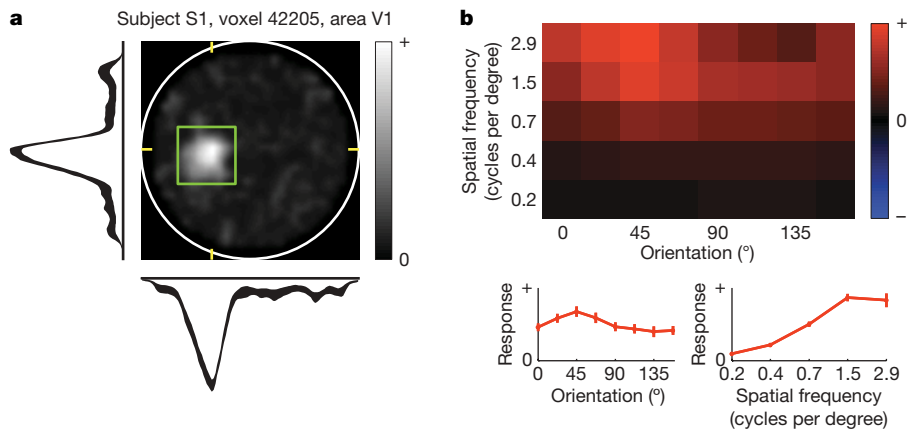 a
Subject S1, voxel 42205, area V1
+
0
b
Spatial frequency
(cycles per degree)
2.9
1.5
0.7
0.4
0.2
0 45 90 135
Orientation (°)
+
0
−
Response
+
0
0 45 90 135
Orientation (°)
Response
+
0
0.2 0.4 0.7 1.5 2.9
Spatial frequency
(cycles per degree)